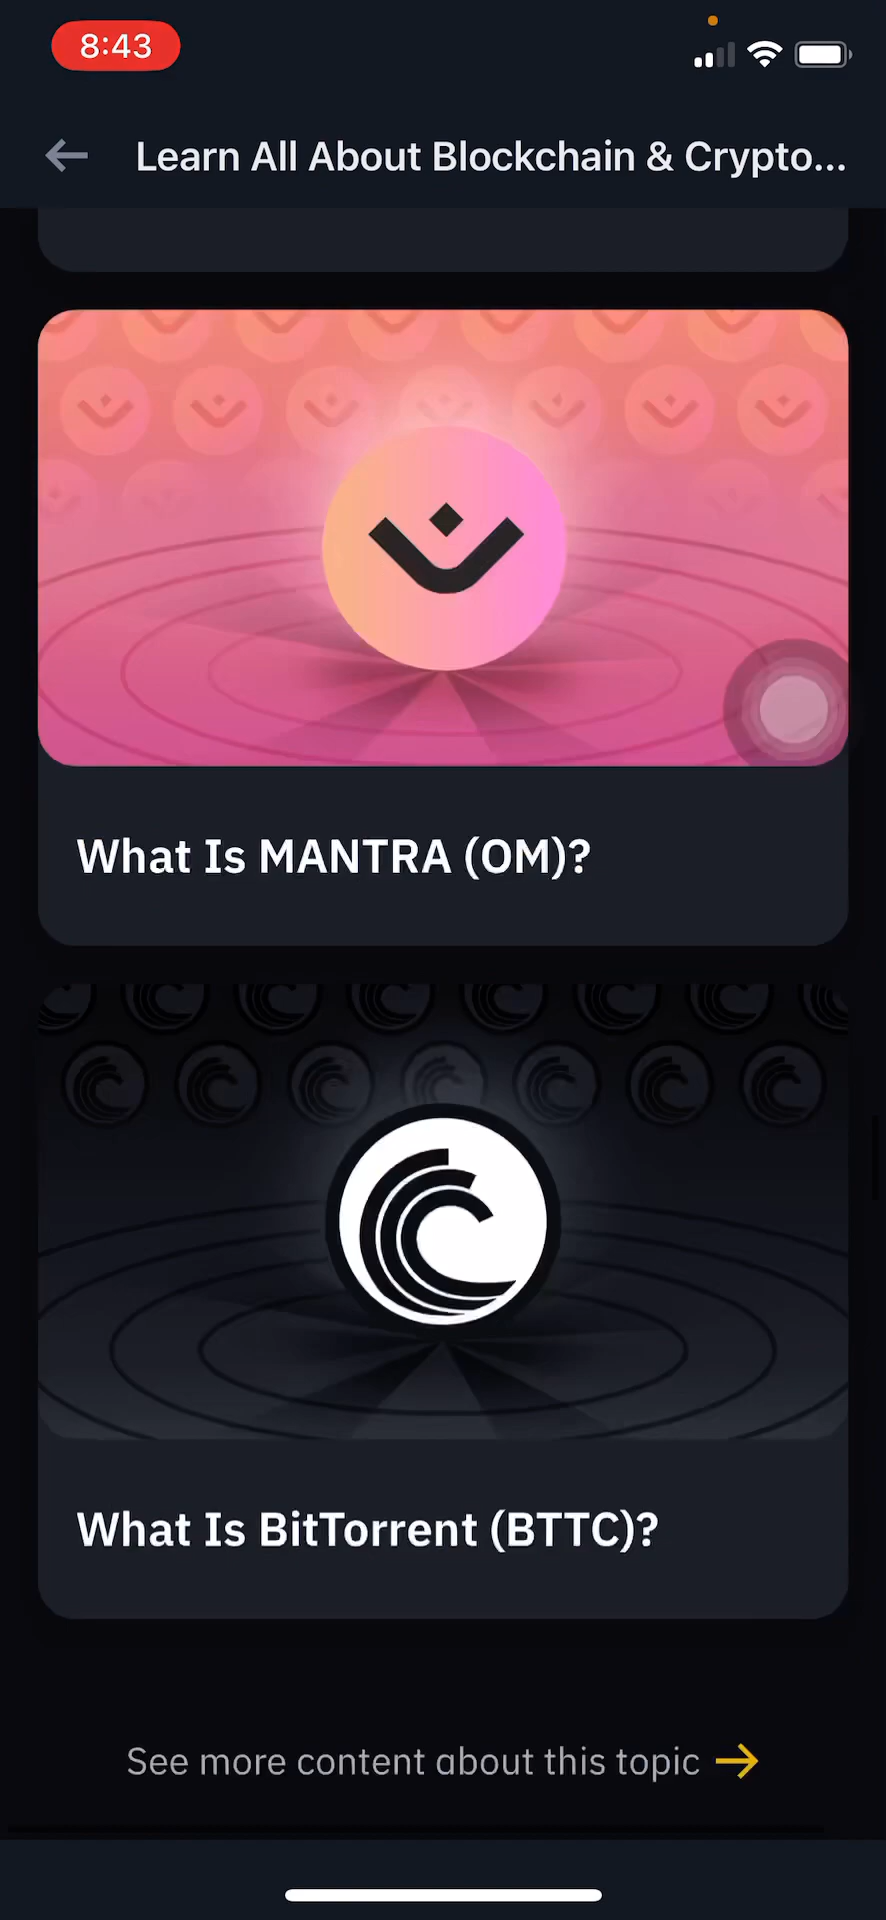 8:43
Learn All About Blockchain & Crypto...
What Is MANTRA (OM)?
What Is BitTorrent (BTTC)?
See more content about this topic